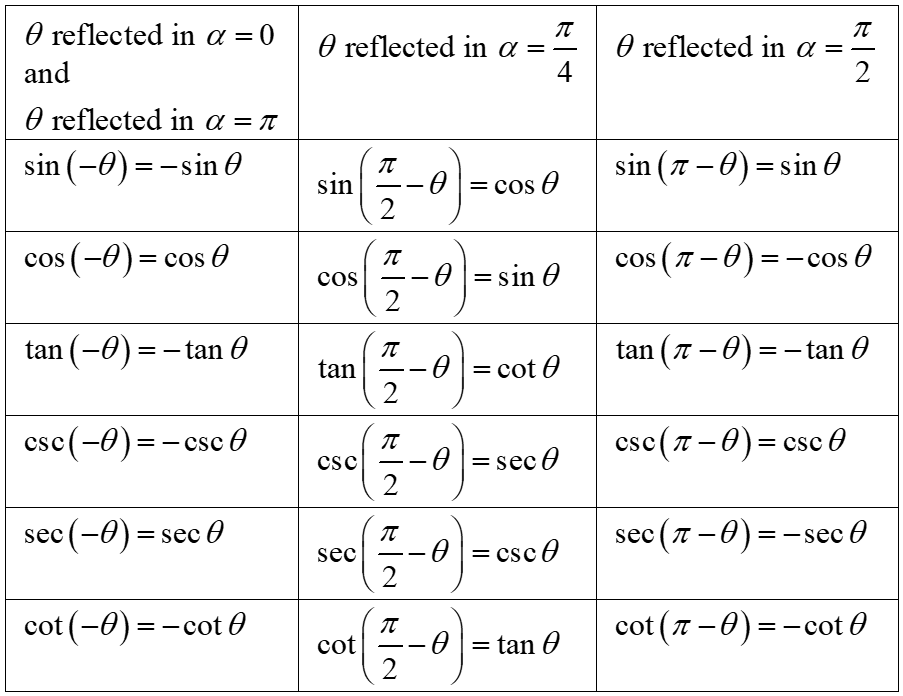 θ reflected in α = 0
and
θ reflected in α = π
θ reflected in α = π/4
θ reflected in α = π/2
sin(−θ) = −sin θ
sin(π/2 − θ) = cos θ
sin(π − θ) = sin θ
cos(−θ) = cos θ
cos(π/2 − θ) = sin θ
cos(π − θ) = −cos θ
tan(−θ) = −tan θ
tan(π/2 − θ) = cot θ
tan(π − θ) = −tan θ
csc(−θ) = −csc θ
csc(π/2 − θ) = sec θ
csc(π − θ) = csc θ
sec(−θ) = sec θ
sec(π/2 − θ) = csc θ
sec(π − θ) = −sec θ
cot(−θ) = −cot θ
cot(π/2 − θ) = tan θ
cot(π − θ) = −cot θ